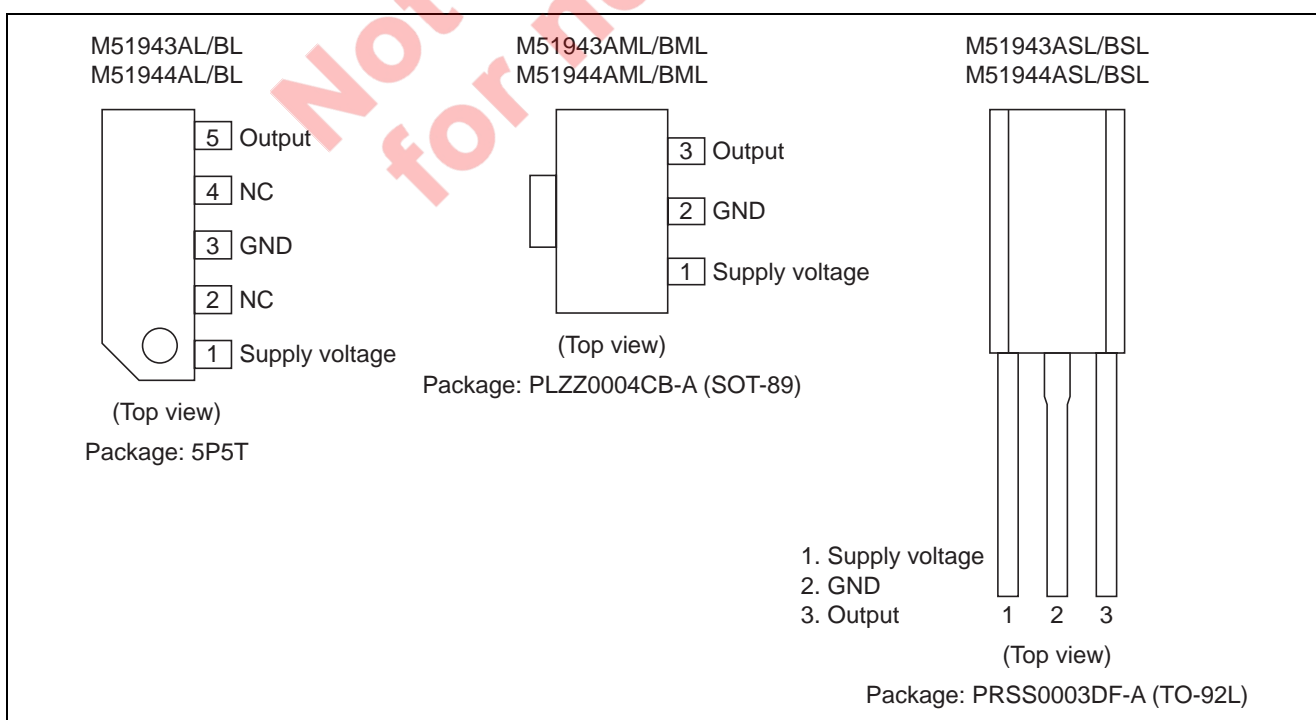 Not
for n
M51943AL/BL
M51944AL/BL
5 Output
4 NC
3 GND
2 NC
1 Supply voltage
(Top view)
Package: 5P5T
M51943AML/BML
M51944AML/BML
3 Output
2 GND
1 Supply voltage
(Top view)
Package: PLZZ0004CB-A (SOT-89)
M51943ASL/BSL
M51944ASL/BSL
1. Supply voltage
2. GND
3. Output
1 2 3
(Top view)
Package: PRSS0003DF-A (TO-92L)